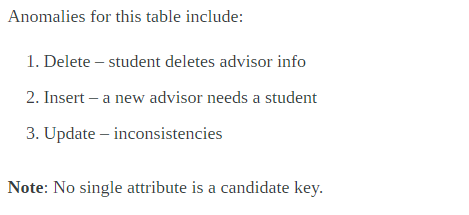 Anomalies for this table include:
1. Delete – student deletes advisor info
2. Insert – a new advisor needs a student
3. Update – inconsistencies
Note: No single attribute is a candidate key.